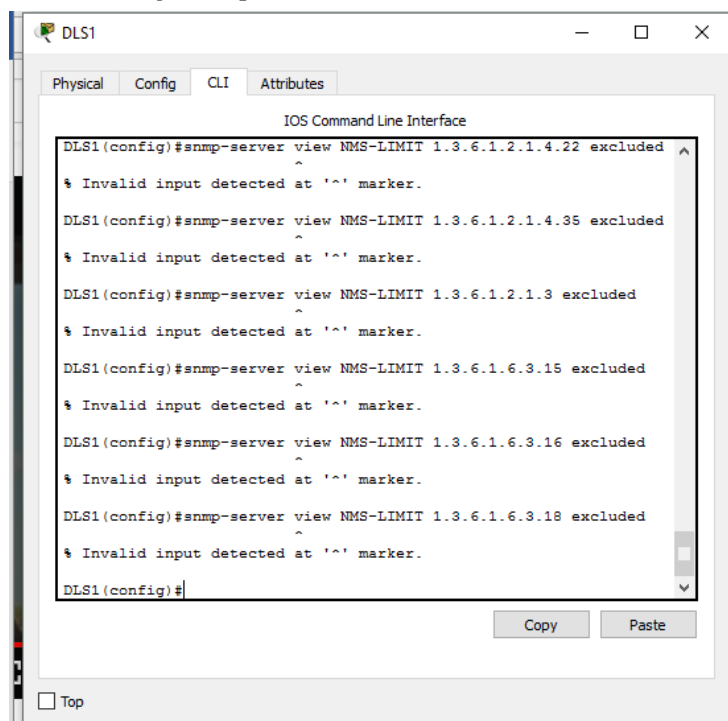 DLS1
Physical Config CLI Attributes
IOS Command Line Interface
DLS1(config)#snmp-server view NMS-LIMIT 1.3.6.1.2.1.4.22 excluded
^
% Invalid input detected at '^' marker.
DLS1(config)#snmp-server view NMS-LIMIT 1.3.6.1.2.1.4.35 excluded
^
% Invalid input detected at '^' marker.
DLS1(config)#snmp-server view NMS-LIMIT 1.3.6.1.2.1.3 excluded
^
% Invalid input detected at '^' marker.
DLS1(config)#snmp-server view NMS-LIMIT 1.3.6.1.6.3.15 excluded
^
% Invalid input detected at '^' marker.
DLS1(config)#snmp-server view NMS-LIMIT 1.3.6.1.6.3.16 excluded
^
% Invalid input detected at '^' marker.
DLS1(config)#snmp-server view NMS-LIMIT 1.3.6.1.6.3.18 excluded
^
% Invalid input detected at '^' marker.
DLS1(config)#
Copy Paste
Top